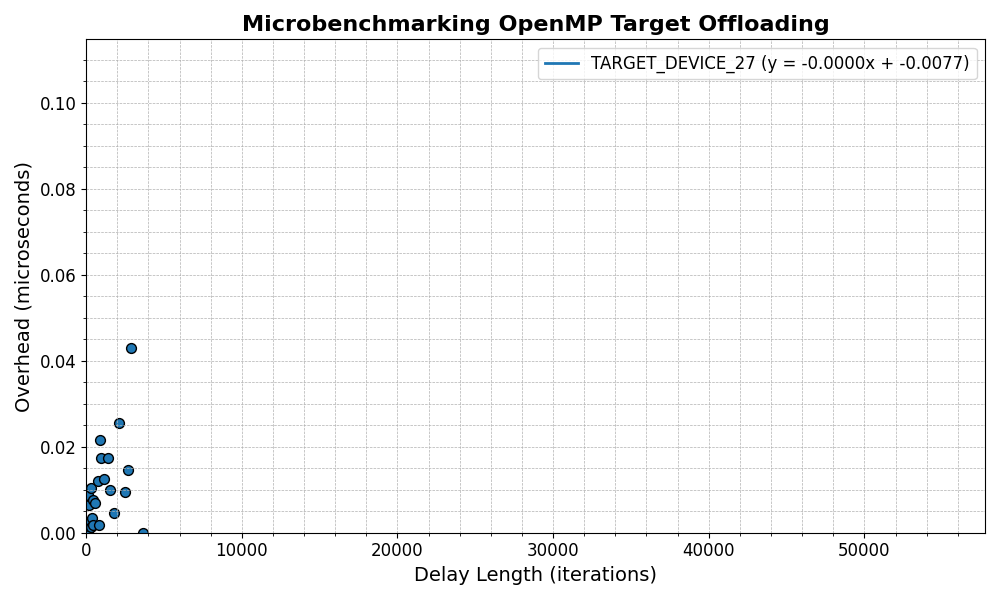 Microbenchmarking OpenMP Target Offloading
TARGET_DEVICE_27 (y = -0.0000x + -0.0077)
Overhead (microseconds)
0.10
0.08
0.06
0.04
0.02
0.00
0 10000 20000 30000 40000 50000
Delay Length (iterations)